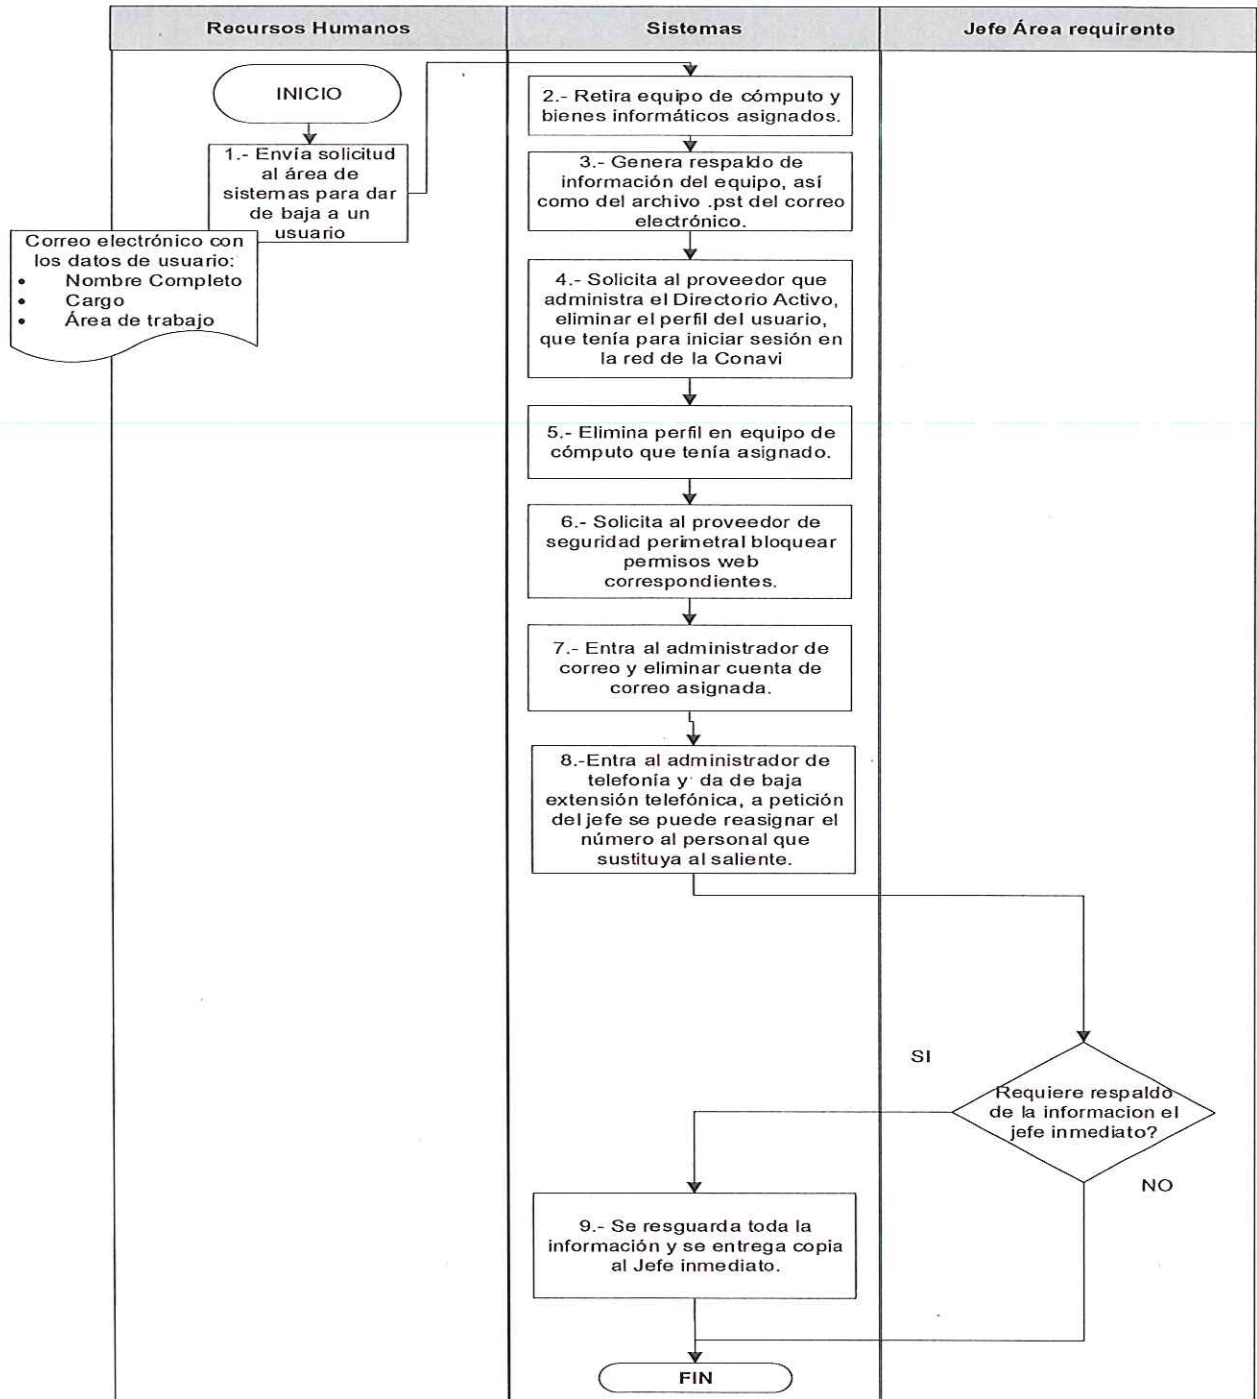 Recursos Humanos
Sistemas
Jefe Área requirente
INICIO
1.- Envía solicitud
al área de
sistemas para dar
de baja a un
usuario
Correo electrónico con
los datos de usuario:
• Nombre Completo
• Cargo
• Área de trabajo
2.- Retira equipo de cómputo y
bienes informáticos asignados.
3.- Genera respaldo de
información del equipo, así
como del archivo .pst del correo
electrónico.
4.- Solicita al proveedor que
administra el Directorio Activo,
eliminar el perfil del usuario,
que tenía para iniciar sesión en
la red de la Conavi
5.- Elimina perfil en equipo de
cómputo que tenía asignado.
6.- Solicita al proveedor de
seguridad perimetral bloquear
permisos web
correspondientes.
7.- Entra al administrador de
correo y eliminar cuenta de
correo asignada.
8.-Entra al administrador de
telefonía y da de baja
extensión telefónica, a petición
del jefe se puede reasignar el
número al personal que
sustituya al saliente.
SI
Requiere respaldo
de la informacion el
jefe inmediato?
NO
9.- Se resguarda toda la
información y se entrega copia
al Jefe inmediato.
FIN